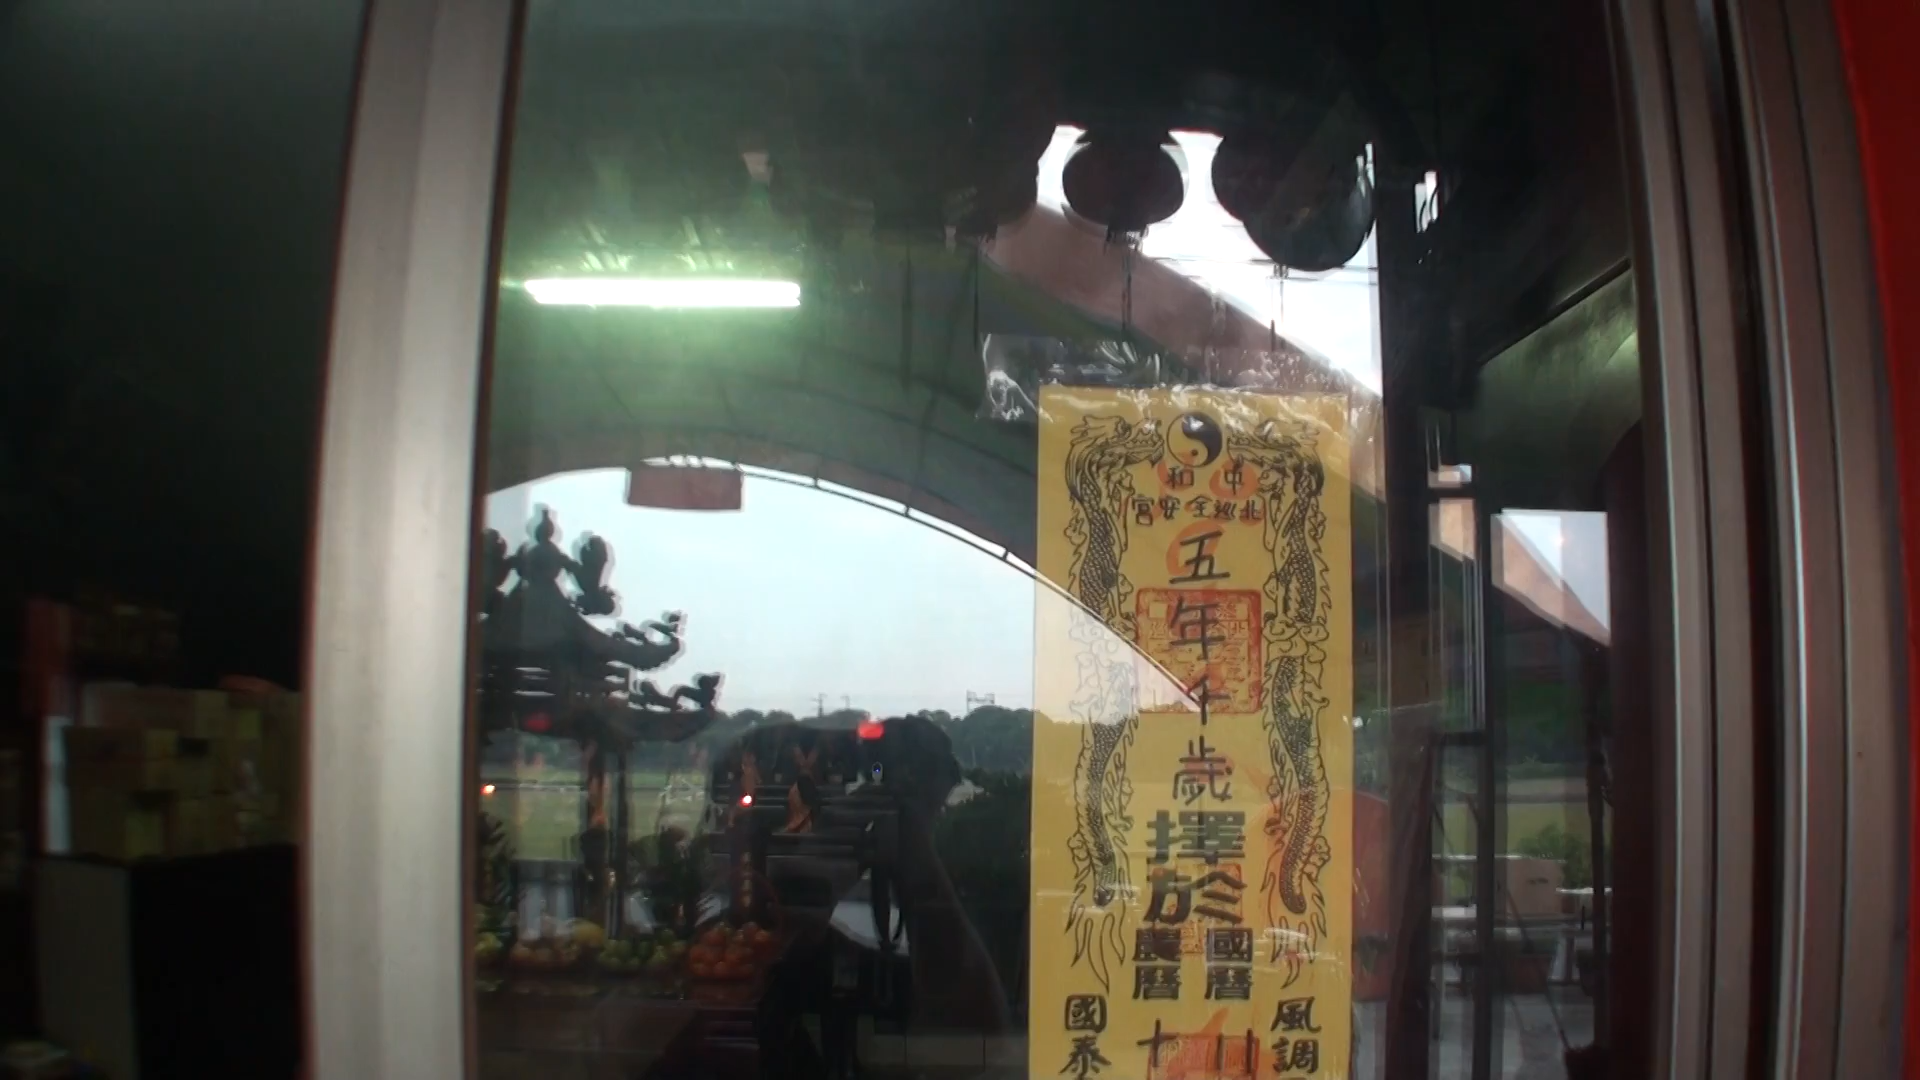 中和
北巡全安宮
五年千歲擇於
國曆
農曆十
風調
國泰